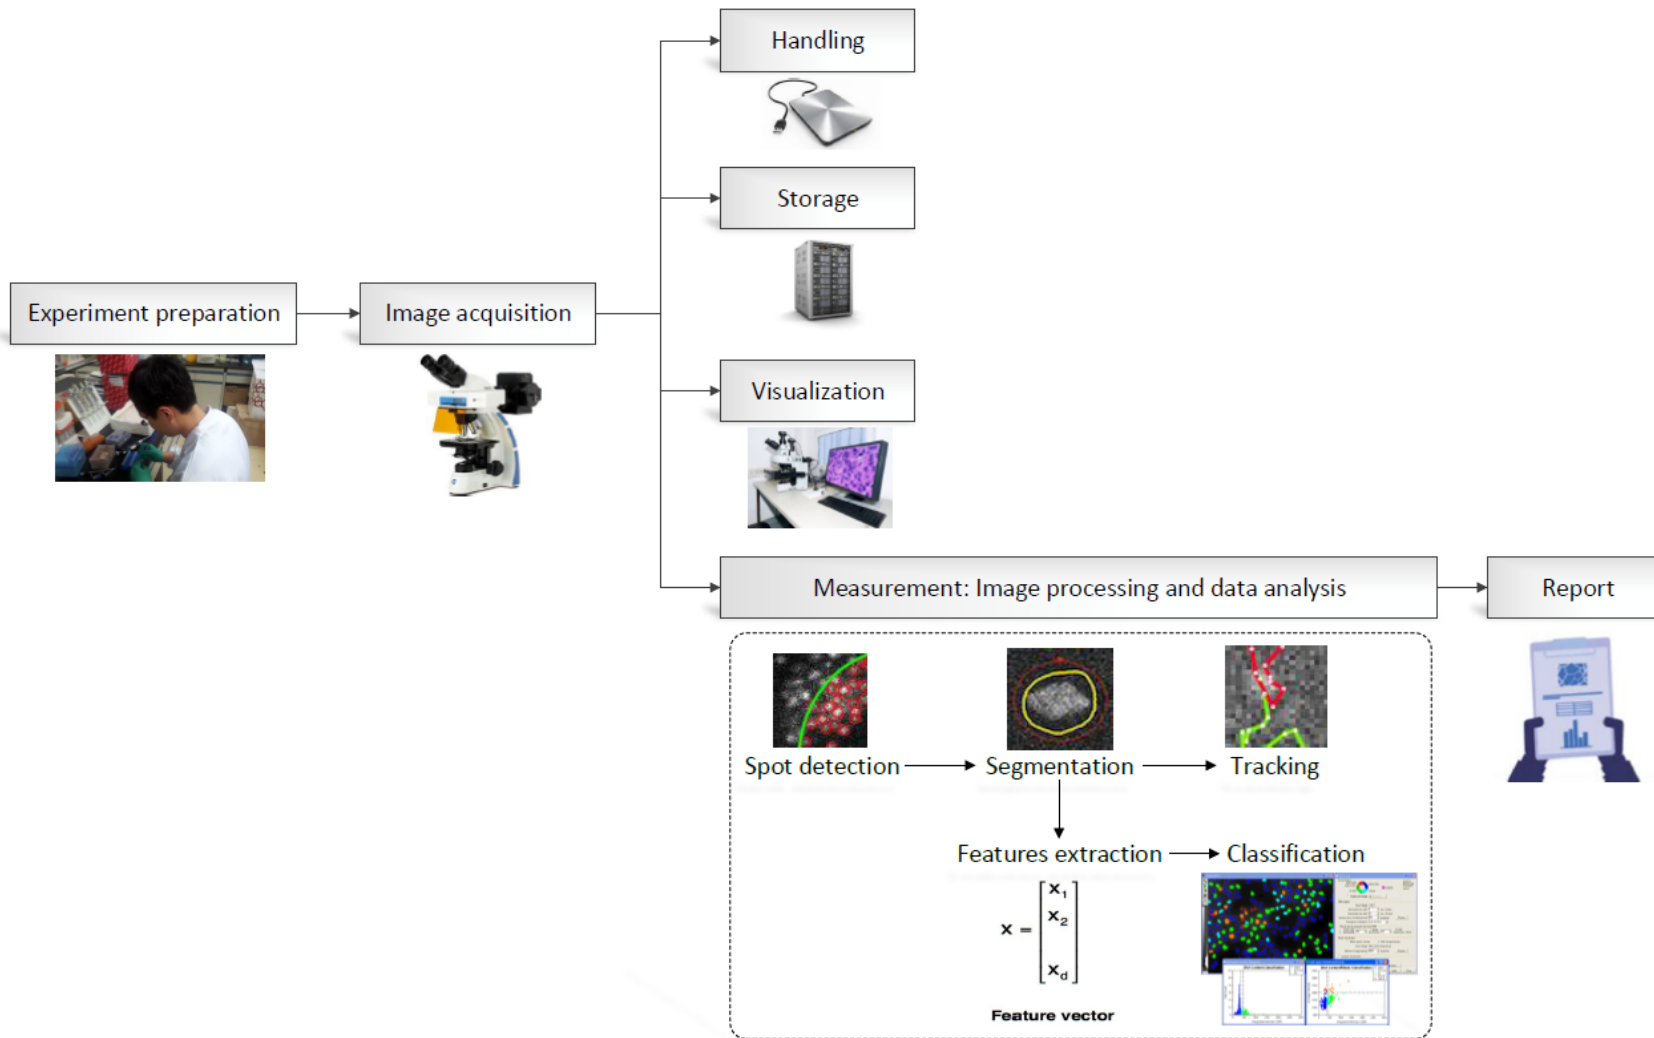 Handling
Storage
Experiment preparation
Image acquisition
Visualization
Measurement: Image processing and data analysis
Report
Spot detection
Segmentation
Tracking
Features extraction
Classification
x =
x1
x2
xd
Feature vector